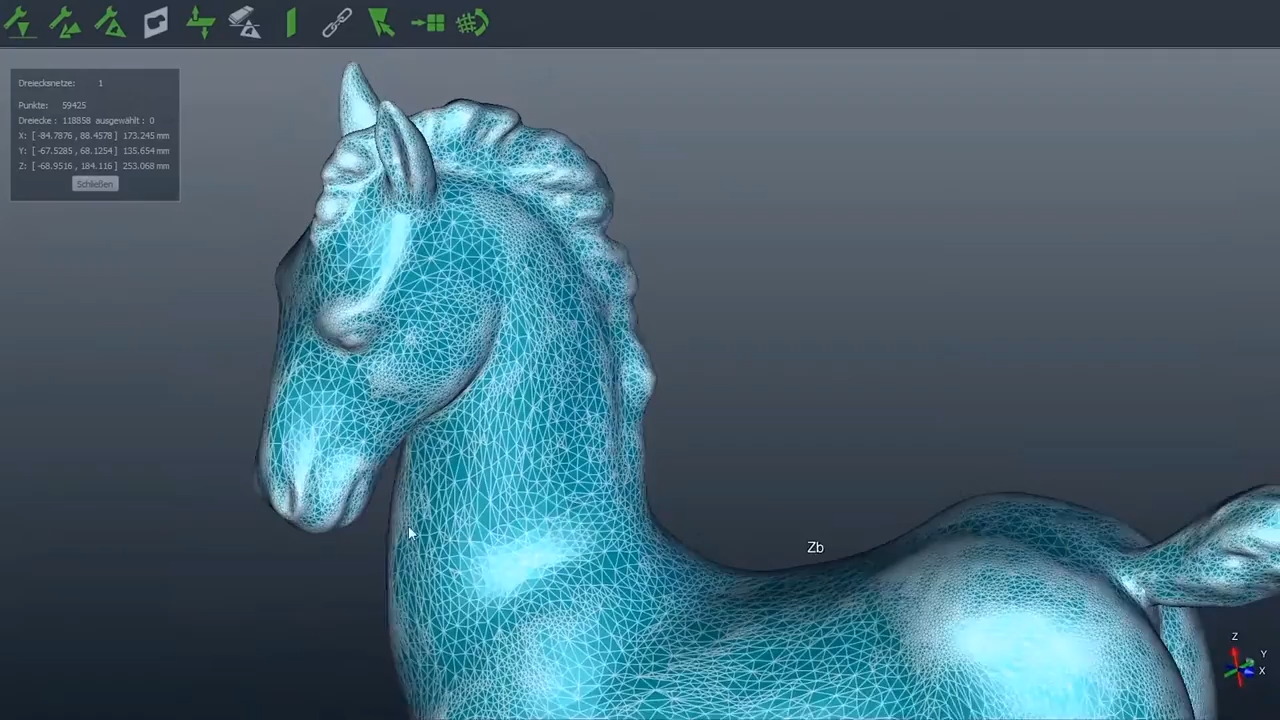 Dreiecksnetze: 1
Punkte: 59425
Dreiecke : 118858 ausgewählt : 0
X: [ -84.7876 , 88.4578 ] 173.245 mm
Y: [ -67.5285 , 68.1254 ] 135.654 mm
Z: [ -68.9516 , 184.116 ] 253.068 mm
Schließen
Zb
Z
Y
X